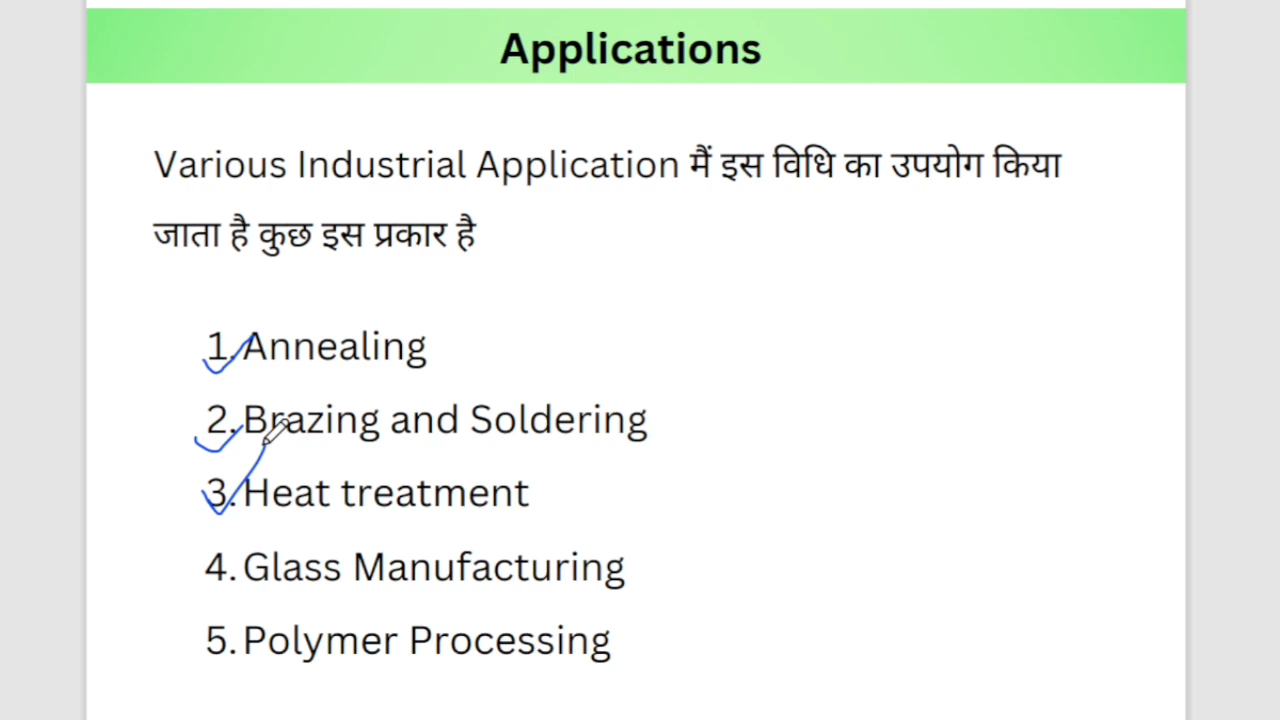 Applications
Various Industrial Application मैं इस विधि का उपयोग किया
जाता है कुछ इस प्रकार है
1. Annealing
2. Brazing and Soldering
3. Heat treatment
4. Glass Manufacturing
5. Polymer Processing